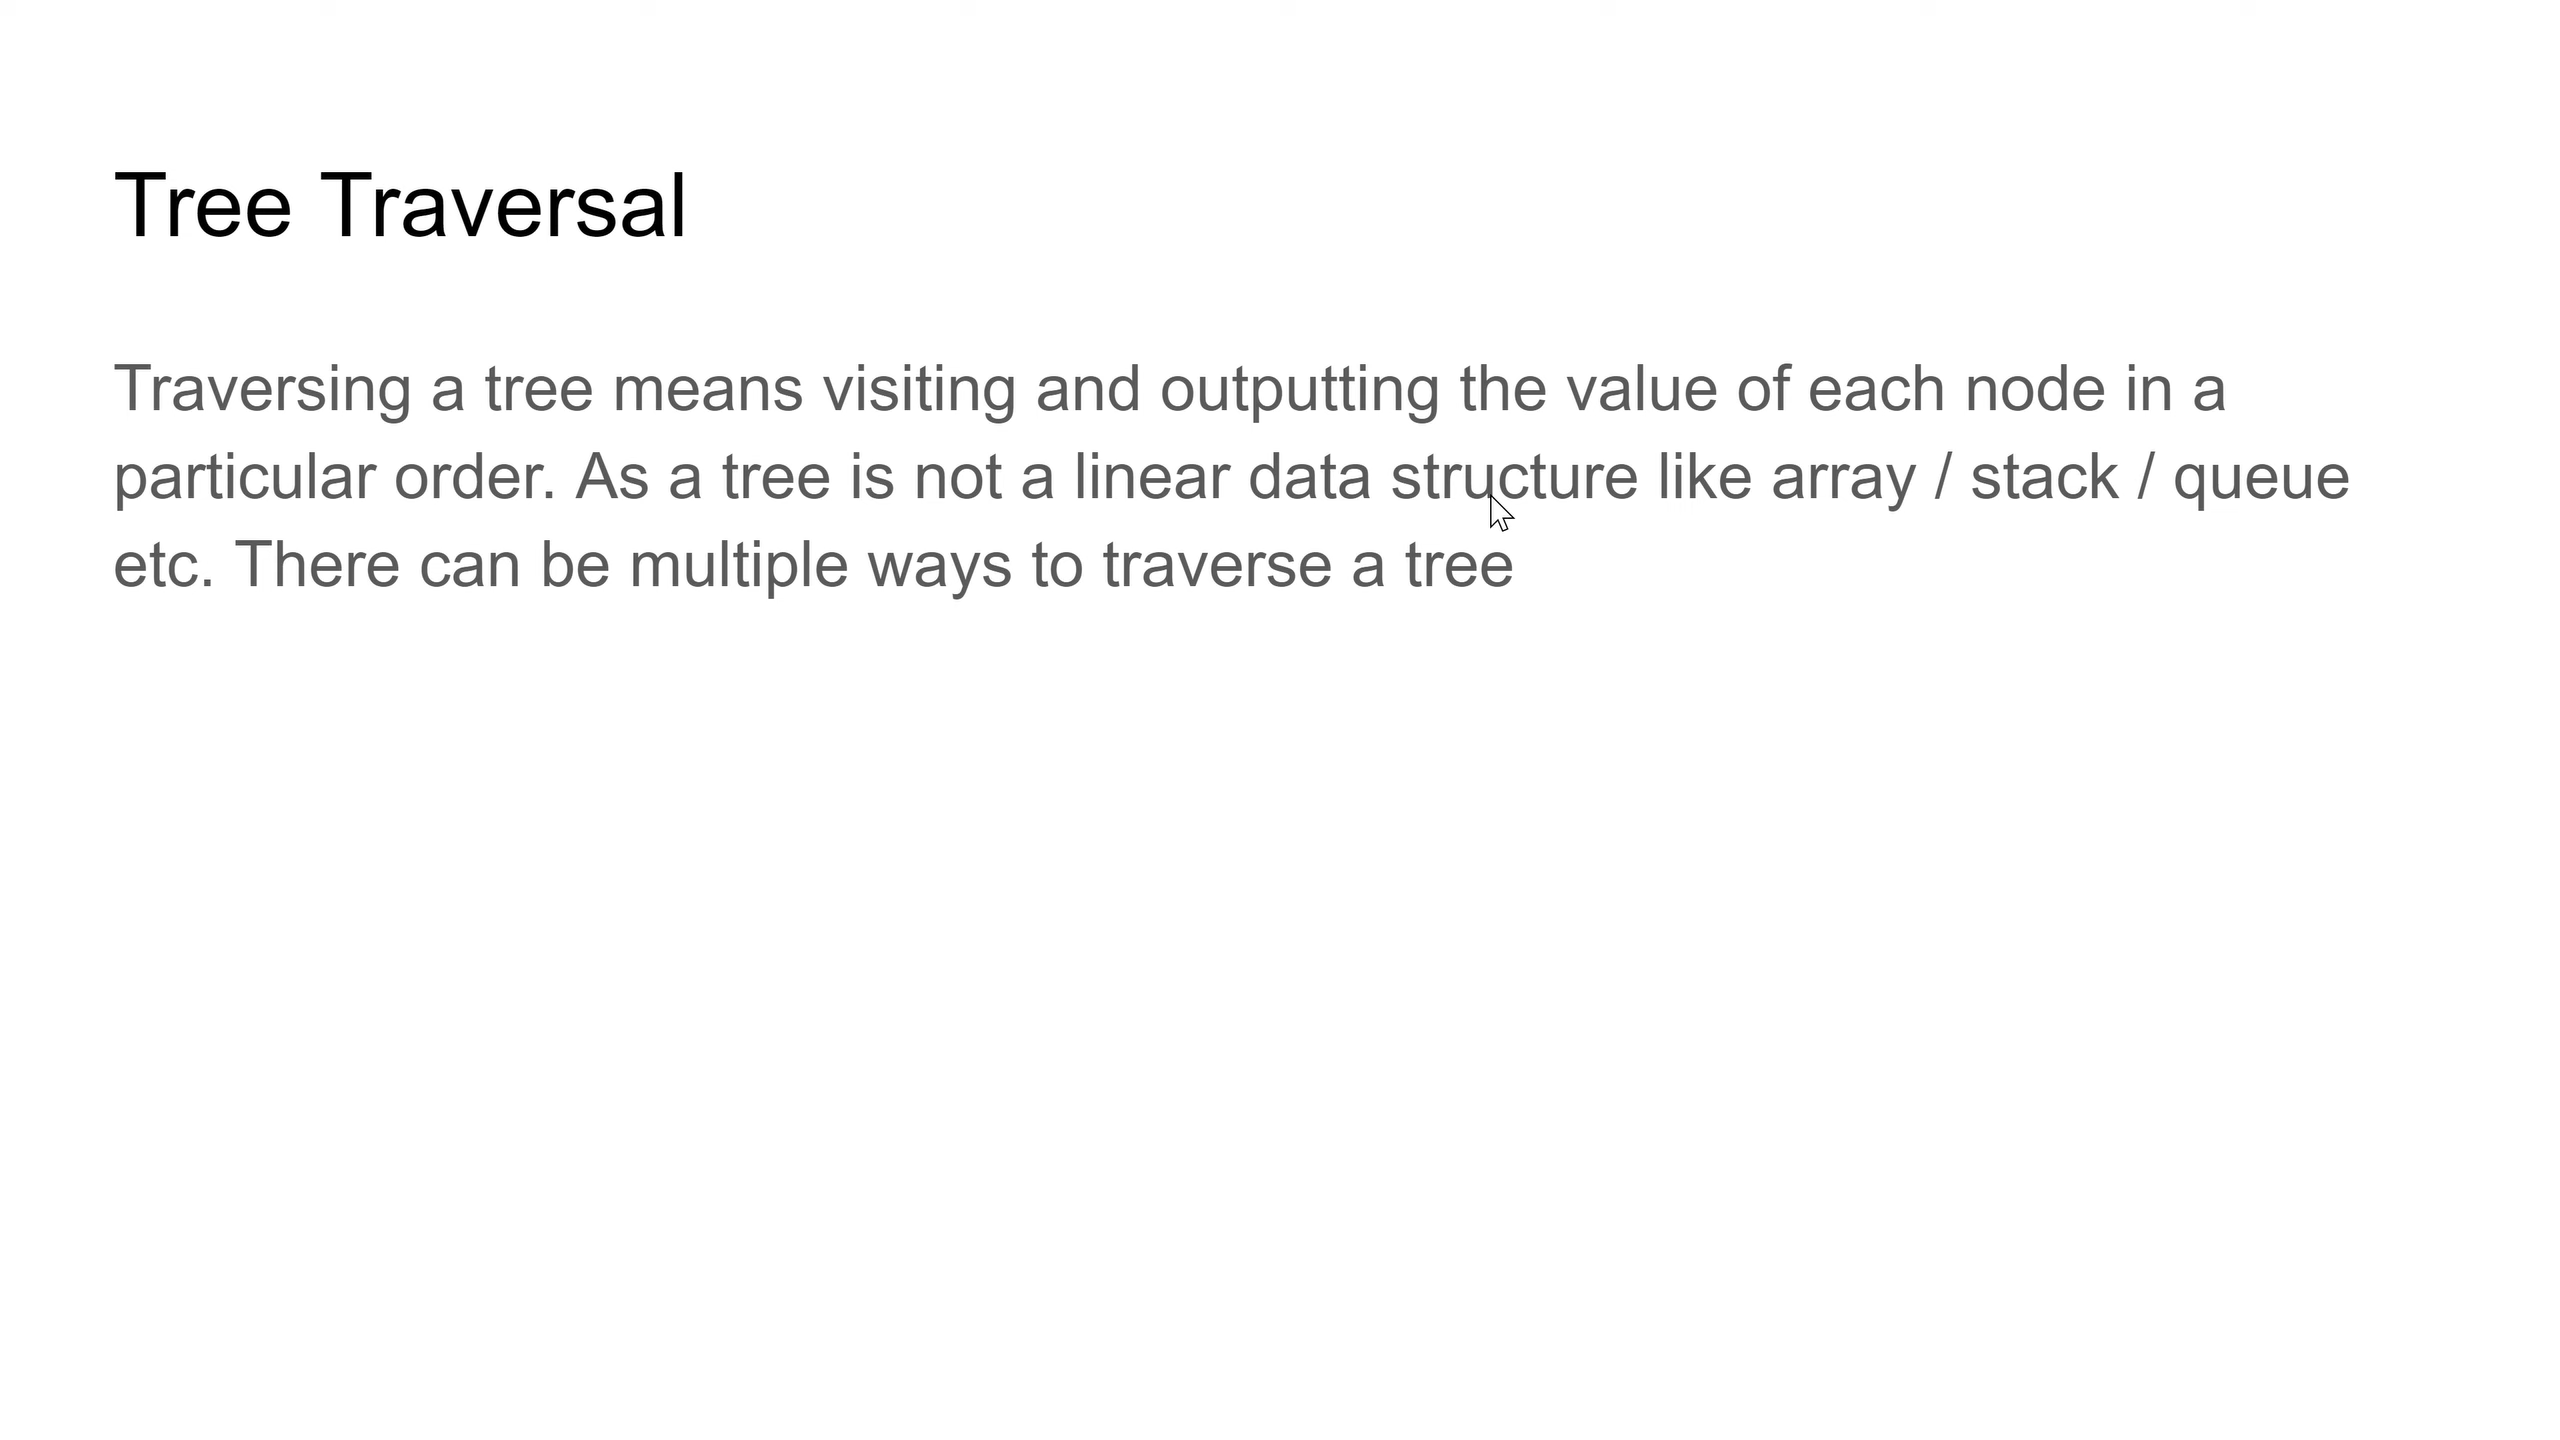 Tree Traversal
Traversing a tree means visiting and outputting the value of each node in a
particular order. As a tree is not a linear data structure like array / stack / queue
etc. There can be multiple ways to traverse a tree